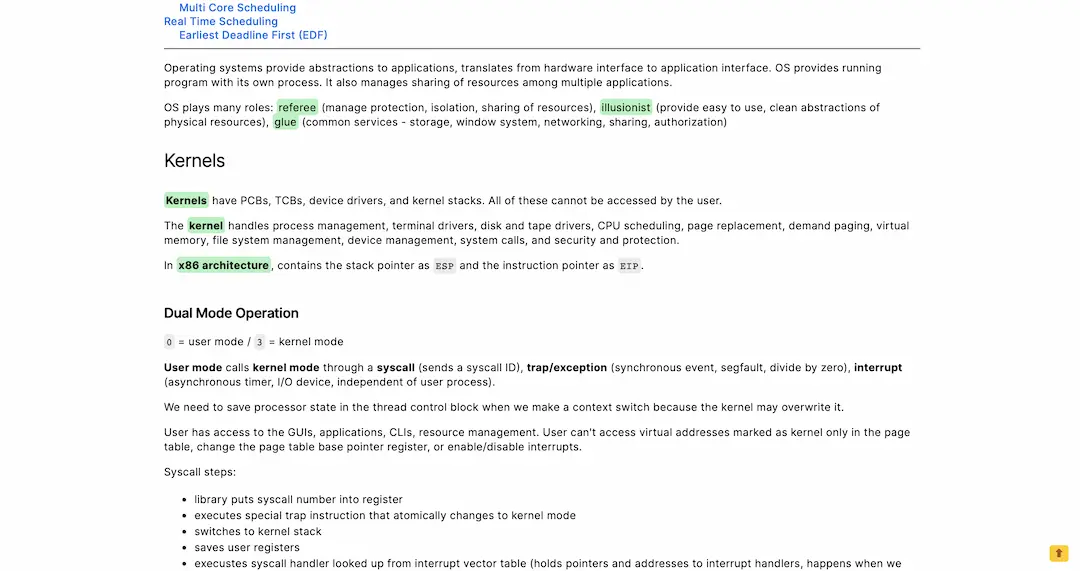 Multi Core Scheduling
Real Time Scheduling
Earliest Deadline First (EDF)
Operating systems provide abstractions to applications, translates from hardware interface to application interface. OS provides running
program with its own process. It also manages sharing of resources among multiple applications.
OS plays many roles: referee (manage protection, isolation, sharing of resources), illusionist (provide easy to use, clean abstractions of
physical resources), glue (common services - storage, window system, networking, sharing, authorization)
Kernels
Kernels have PCBs, TCBs, device drivers, and kernel stacks. All of these cannot be accessed by the user.
The kernel handles process management, terminal drivers, disk and tape drivers, CPU scheduling, page replacement, demand paging, virtual
memory, file system management, device management, system calls, and security and protection.
In x86 architecture, contains the stack pointer as ESP and the instruction pointer as EIP.
Dual Mode Operation
0 = user mode / 3 = kernel mode
User mode calls kernel mode through a syscall (sends a syscall ID), trap/exception (synchronous event, segfault, divide by zero), interrupt
(asynchronous timer, I/O device, independent of user process).
We need to save processor state in the thread control block when we make a context switch because the kernel may overwrite it.
User has access to the GUIs, applications, CLIs, resource management. User can't access virtual addresses marked as kernel only in the page
table, change the page table base pointer register, or enable/disable interrupts.
Syscall steps:
• library puts syscall number into register
• executes special trap instruction that atomically changes to kernel mode
• switches to kernel stack
• saves user registers
• execustes syscall handler looked up from interrupt vector table (holds pointers and addresses to interrupt handlers, happens when we